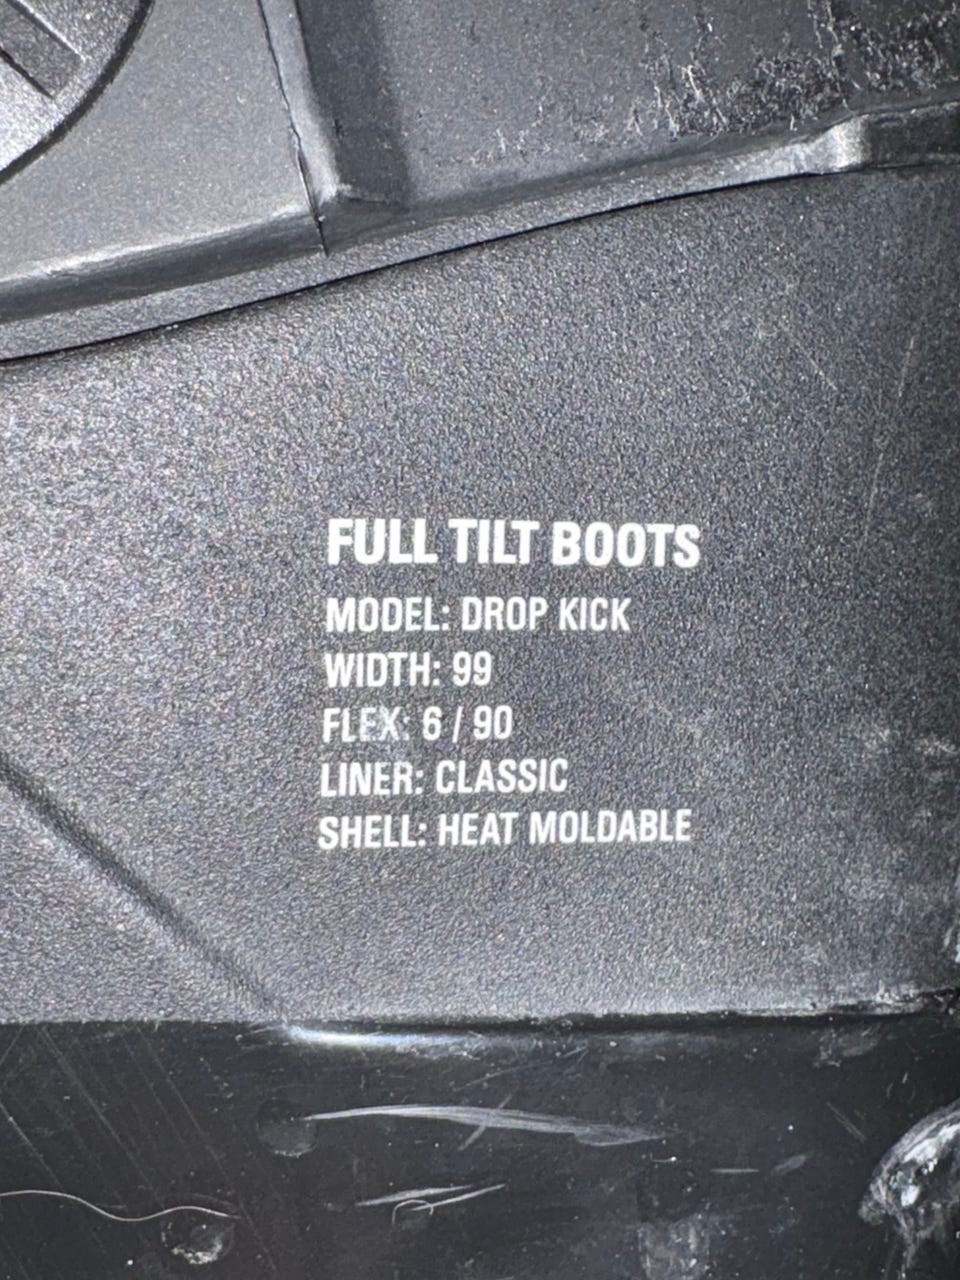 FULL TILT BOOTS
MODEL: DROP KICK
WIDTH: 99
FLEX: 6 / 90
LINER: CLASSIC
SHELL: HEAT MOLDABLE